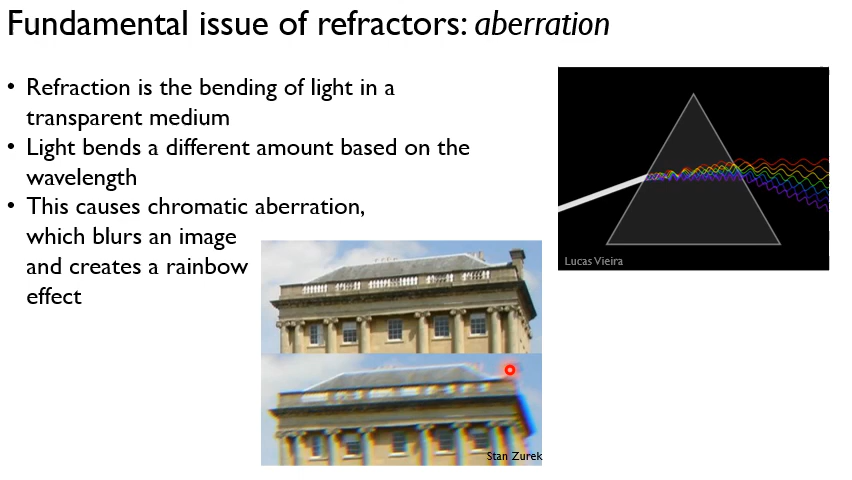 Fundamental issue of refractors: aberration
• Refraction is the bending of light in a
transparent medium
• Light bends a different amount based on the
wavelength
• This causes chromatic aberration,
which blurs an image
and creates a rainbow
effect
Lucas Vieira
Stan Zurek